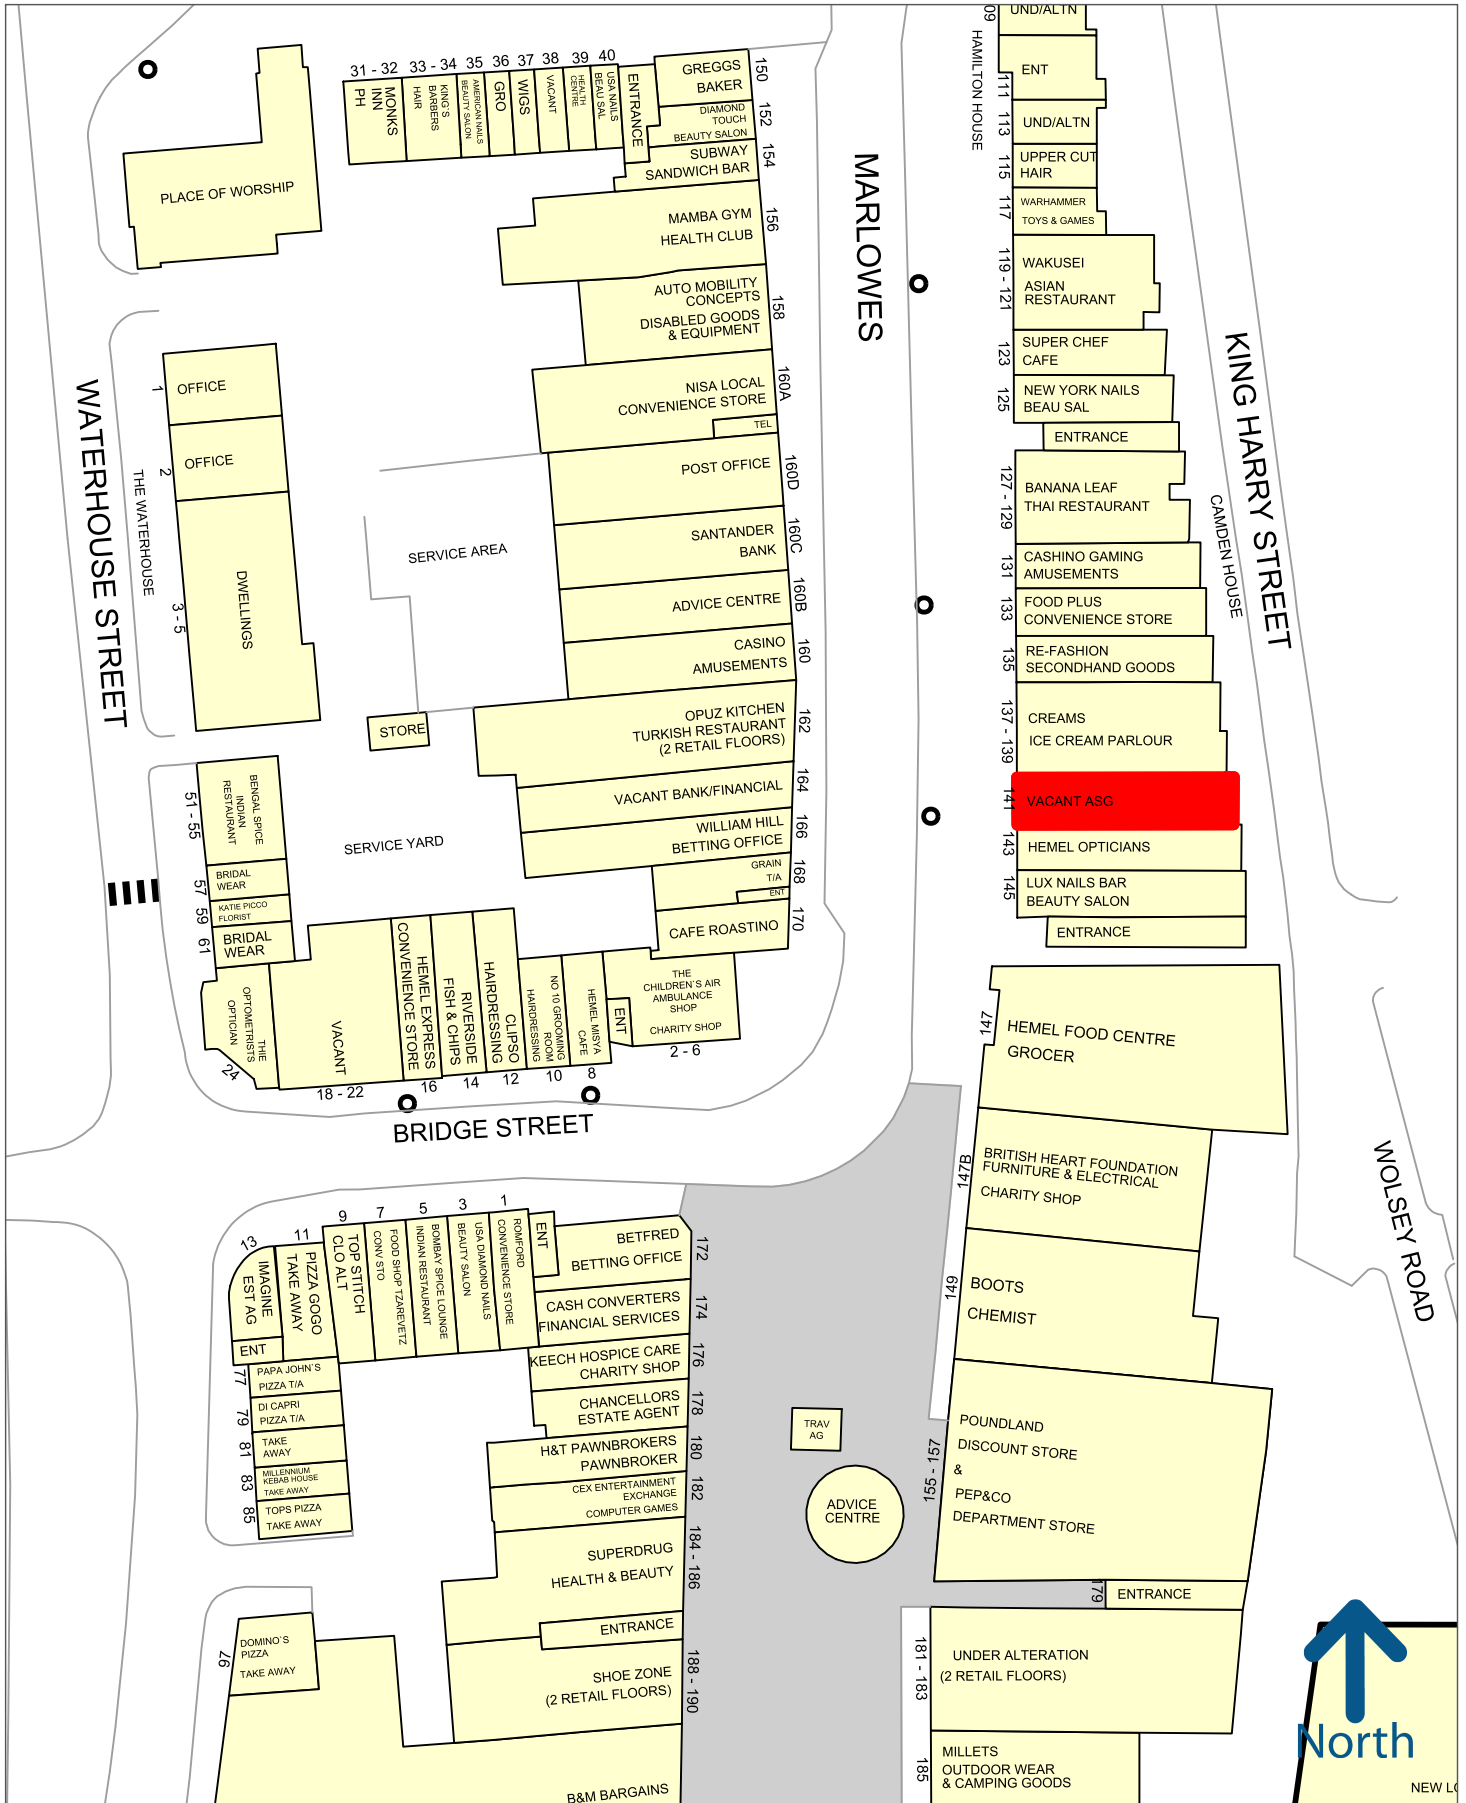 31 - 32
33 - 34
35
36
37
38
39
40
MONKS
INN
PH
KING'S
BARBERS
HAIR
AMERICAN NAILS
BEAUTY SALON
GRO
WIGS
VACANT
HEALTH
CENTRE
USA NAILS
BEAU SAL
ENTRANCE
GREGGS
BAKER
150
DIAMOND
TOUCH
BEAUTY SALON
152
SUBWAY
SANDWICH BAR
154
MAMBA GYM
HEALTH CLUB
156
AUTO MOBILITY
CONCEPTS
DISABLED GOODS
& EQUIPMENT
158
NISA LOCAL
CONVENIENCE STORE
160A
TEL
POST OFFICE
160D
SANTANDER
BANK
160C
ADVICE CENTRE
160B
CASINO
AMUSEMENTS
160
OPUZ KITCHEN
TURKISH RESTAURANT
(2 RETAIL FLOORS)
162
VACANT BANK/FINANCIAL
164
WILLIAM HILL
BETTING OFFICE
166
GRAIN
T/A
168
ENT
CAFE ROASTINO
170
PLACE OF WORSHIP
WATERHOUSE STREET
THE WATERHOUSE
OFFICE
1
OFFICE
2
DWELLINGS
3 - 5
SERVICE AREA
STORE
SERVICE YARD
BENGAL SPICE
INDIAN
RESTAURANT
51 - 55
BRIDAL
WEAR
57
KATIE PICCO
FLORIST
59
BRIDAL
WEAR
61
THIE
OPTOMETRISTS
OPTICIAN
24
VACANT
18 - 22
HEMEL EXPRESS
CONVENIENCE STORE
16
RIVERSIDE
FISH & CHIPS
14
CLIPSO
HAIRDRESSING
12
NO 10 GROOMING
ROOM
HAIRDRESSING
10
HEMEL MISYA
CAFE
8
ENT
THE
CHILDREN'S AIR
AMBULANCE
SHOP
CHARITY SHOP
2 - 6
BRIDGE STREET
MARLOWES
HAMILTON HOUSE
09
UND/ALTN
ENT
111
UND/ALTN
113
UPPER CUT
HAIR
115
WARHAMMER
TOYS & GAMES
117
WAKUSEI
ASIAN
RESTAURANT
119 - 121
SUPER CHEF
CAFE
123
NEW YORK NAILS
BEAU SAL
125
ENTRANCE
BANANA LEAF
THAI RESTAURANT
127 - 129
CASHINO GAMING
AMUSEMENTS
131
FOOD PLUS
CONVENIENCE STORE
133
RE-FASHION
SECONDHAND GOODS
135
CREAMS
ICE CREAM PARLOUR
137 - 139
VACANT ASG
141
HEMEL OPTICIANS
143
LUX NAILS BAR
BEAUTY SALON
145
ENTRANCE
KING HARRY STREET
CAMDEN HOUSE
HEMEL FOOD CENTRE
GROCER
147
BRITISH HEART FOUNDATION
FURNITURE & ELECTRICAL
CHARITY SHOP
147B
BOOTS
CHEMIST
149
POUNDLAND
DISCOUNT STORE
&
PEP&CO
DEPARTMENT STORE
155 - 157
ENTRANCE
179
UNDER ALTERATION
(2 RETAIL FLOORS)
181 - 183
MILLETS
OUTDOOR WEAR
& CAMPING GOODS
185
WOLSEY ROAD
TRAV
AG
ADVICE
CENTRE
13
IMAGINE
EST AG
ENT
11
PIZZA GOGO
TAKE AWAY
9
TOP STITCH
CLO ALT
7
FOOD SHOP TZAREVETZ
CONV STO
5
BOMBAY SPICE LOUNGE
INDIAN RESTAURANT
3
USA DIAMOND NAILS
BEAUTY SALON
1
ROMFORD
CONVENIENCE STORE
ENT
BETFRED
BETTING OFFICE
172
CASH CONVERTERS
FINANCIAL SERVICES
174
KEECH HOSPICE CARE
CHARITY SHOP
176
CHANCELLORS
ESTATE AGENT
178
H&T PAWNBROKERS
PAWNBROKER
180
CEX ENTERTAINMENT
EXCHANGE
COMPUTER GAMES
182
SUPERDRUG
HEALTH & BEAUTY
184 - 186
ENTRANCE
SHOE ZONE
(2 RETAIL FLOORS)
188 - 190
B&M BARGAINS
PAPA JOHN'S
PIZZA T/A
77
DI CAPRI
PIZZA T/A
79
TAKE
AWAY
81
MILLENNIUM
KEBAB HOUSE
TAKE AWAY
83
TOPS PIZZA
TAKE AWAY
85
DOMINO'S
PIZZA
TAKE AWAY
97
North
NEW LO